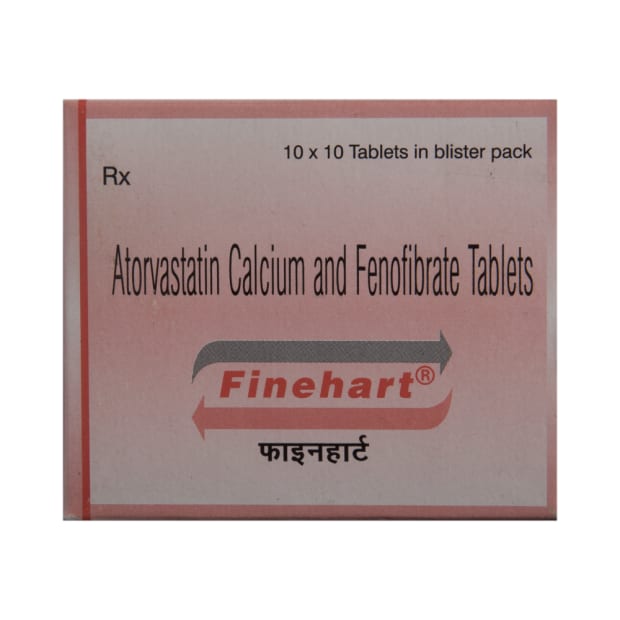 10 x 10 Tablets in blister pack
Rx
Atorvastatin Calcium and Fenofibrate Tablets
Finehart®
फाइनहार्ट